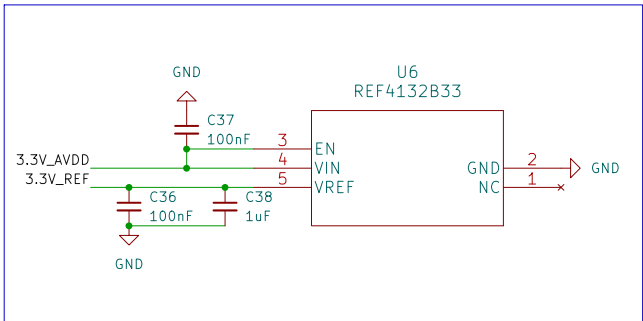 GND
U6
REF4132B33
C37
100nF
3 EN
3.3V_AVDD 4 VIN GND 2 GND
3.3V_REF 5 VREF NC 1
C36 C38
100nF 1uF
GND